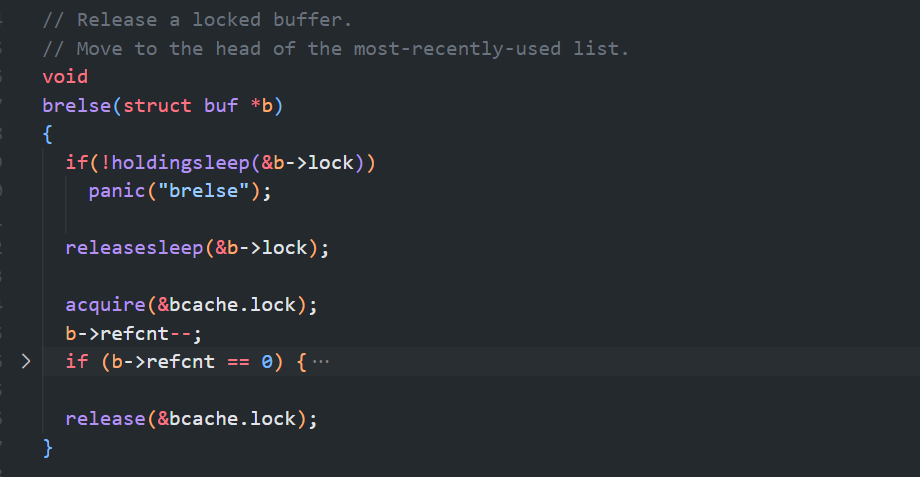 // Release a locked buffer.
// Move to the head of the most-recently-used list.
void
brelse(struct buf *b)
{
  if(!holdingsleep(&b->lock))
    panic("brelse");

  releasesleep(&b->lock);

  acquire(&bcache.lock);
  b->refcnt--;
  if (b->refcnt == 0) {···

  release(&bcache.lock);
}